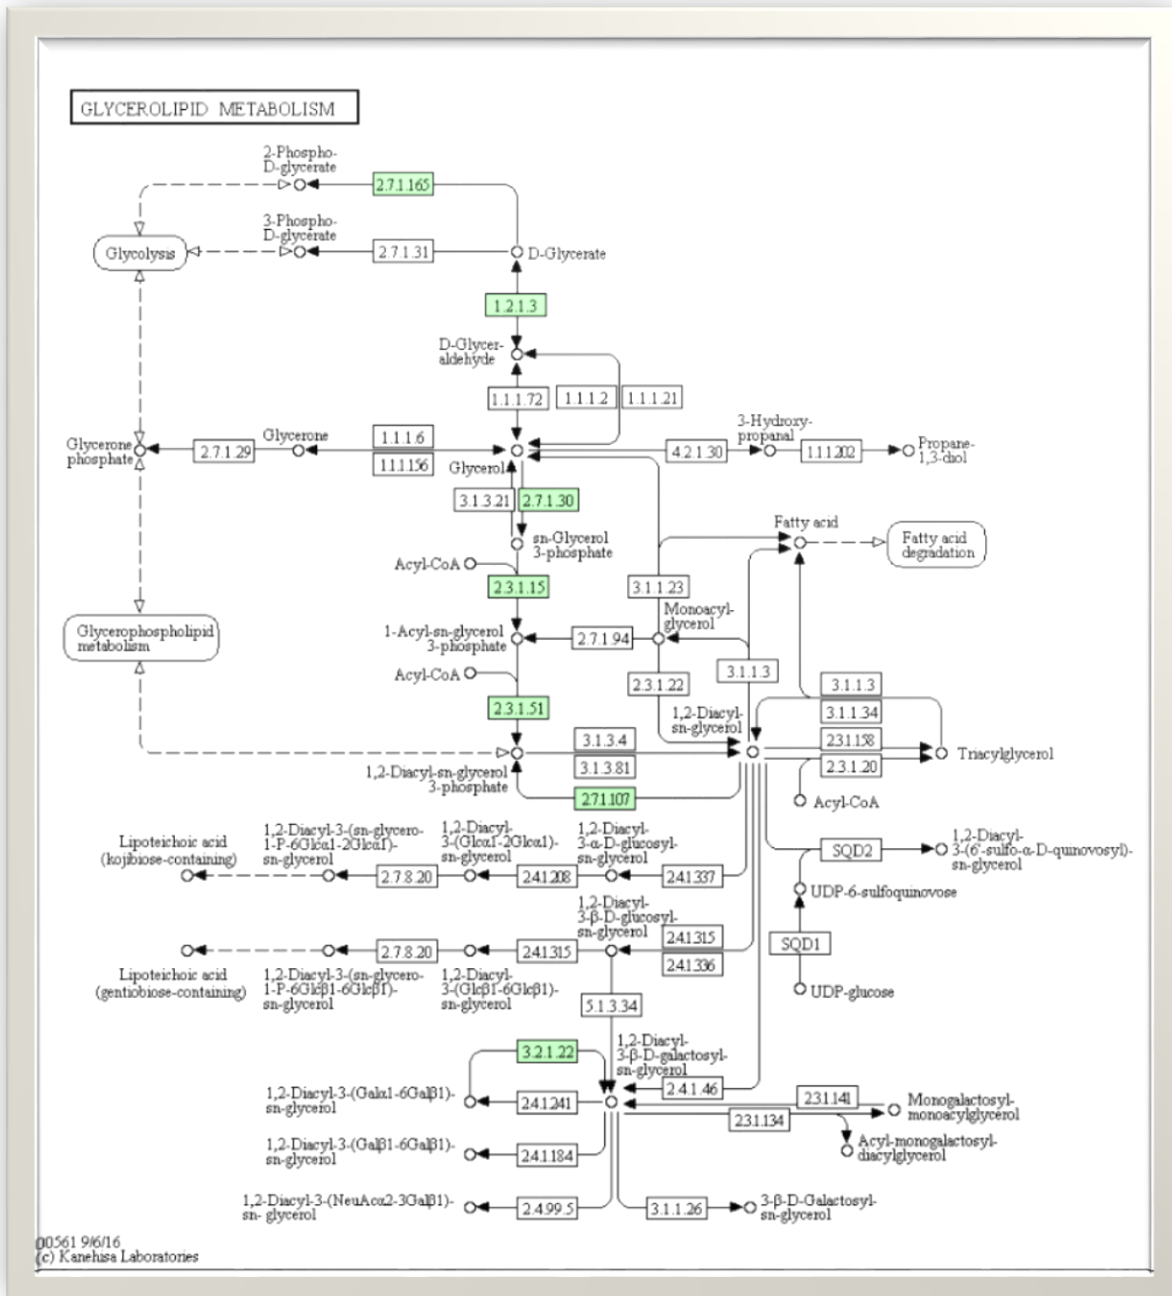 GLYCEROLIPID METABOLISM
2-Phospho-
D-glycerate
2.7.1.165
3-Phospho-
D-glycerate
Glycolysis
2.7.1.31
D-Glycerate
1.2.1.3
D-Glycer-
aldehyde
1.1.1.72
1.1.1.2
1.1.1.21
Glycerone
phosphate
2.7.1.29
Glycerone
1.1.1.6
1.1.1.156
Glycerol
4.2.1.30
3-Hydroxy-
propanal
1.1.1.202
Propane-
1,3-diol
3.1.3.21
2.7.1.30
sn-Glycerol
3-phosphate
Fatty acid
Fatty acid
degradation
Acyl-CoA
2.3.1.15
3.1.1.23
Glycerophospholipid
metabolism
1-Acyl-sn-glycerol
3-phosphate
2.7.1.94
Monoacyl-
glycerol
Acyl-CoA
2.3.1.22
3.1.1.3
3.1.1.3
3.1.1.34
2.3.1.51
1,2-Diacyl-
sn-glycerol
3.1.3.4
3.1.3.81
2.3.1.158
2.3.1.20
Triacylglycerol
1,2-Diacyl-sn-glycerol
3-phosphate
2.7.1.107
Acyl-CoA
Lipoteichoic acid
(kojibiose-containing)
1,2-Diacyl-3-(sn-glycero-
1-P-6Glcα1-2Glcα1)-
sn-glycerol
2.7.8.20
1,2-Diacyl-
3-(Glcα1-2Glcα1)-
sn-glycerol
2.4.1.208
1,2-Diacyl-
3-α-D-glucosyl-
sn-glycerol
2.4.1.337
SQD2
1,2-Diacyl-
3-(6'-sulfo-α-D-quinovosyl)-
sn-glycerol
UDP-6-sulfoquinovose
1,2-Diacyl-
3-β-D-glucosyl-
sn-glycerol
2.7.8.20
2.4.1.315
2.4.1.315
2.4.1.336
SQD1
Lipoteichoic acid
(gentiobiose-containing)
1,2-Diacyl-3-(sn-glycero-
1-P-6Glcβ1-6Glcβ1)-
sn-glycerol
1,2-Diacyl-
3-(Glcβ1-6Glcβ1)-
sn-glycerol
UDP-glucose
5.1.3.34
3.2.1.22
1,2-Diacyl-
3-β-D-galactosyl-
sn-glycerol
1,2-Diacyl-3-(Galα1-6Galβ1)-
sn-glycerol
2.4.1.241
2.4.1.46
2.3.1.141
2.3.1.134
Monogalactosyl-
monoacylglycerol
1,2-Diacyl-3-(Galβ1-6Galβ1)-
sn-glycerol
2.4.1.184
Acyl-monogalactosyl-
diacylglycerol
1,2-Diacyl-3-(NeuAcα2-3Galβ1)-
sn- glycerol
2.4.99.5
3.1.1.26
3-β-D-Galactosyl-
sn-glycerol
00561 9/6/16
(c) Kanehisa Laboratories